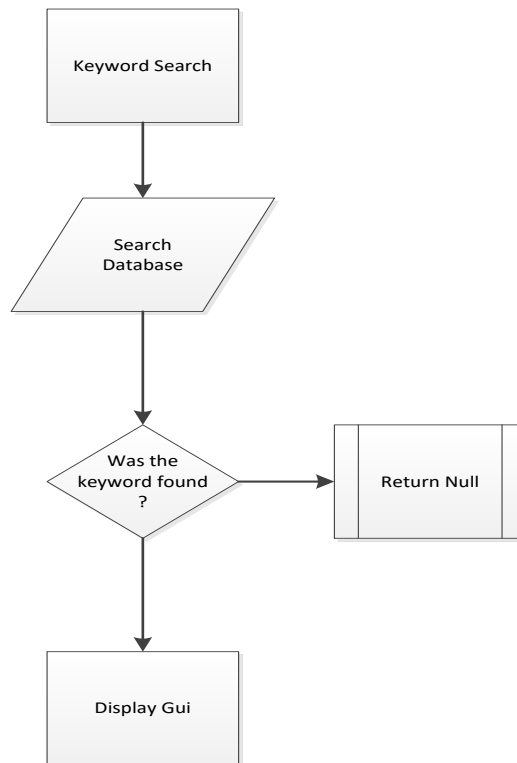 Keyword Search
Search
Database
Was the
keyword found
?
Return Null
Display Gui